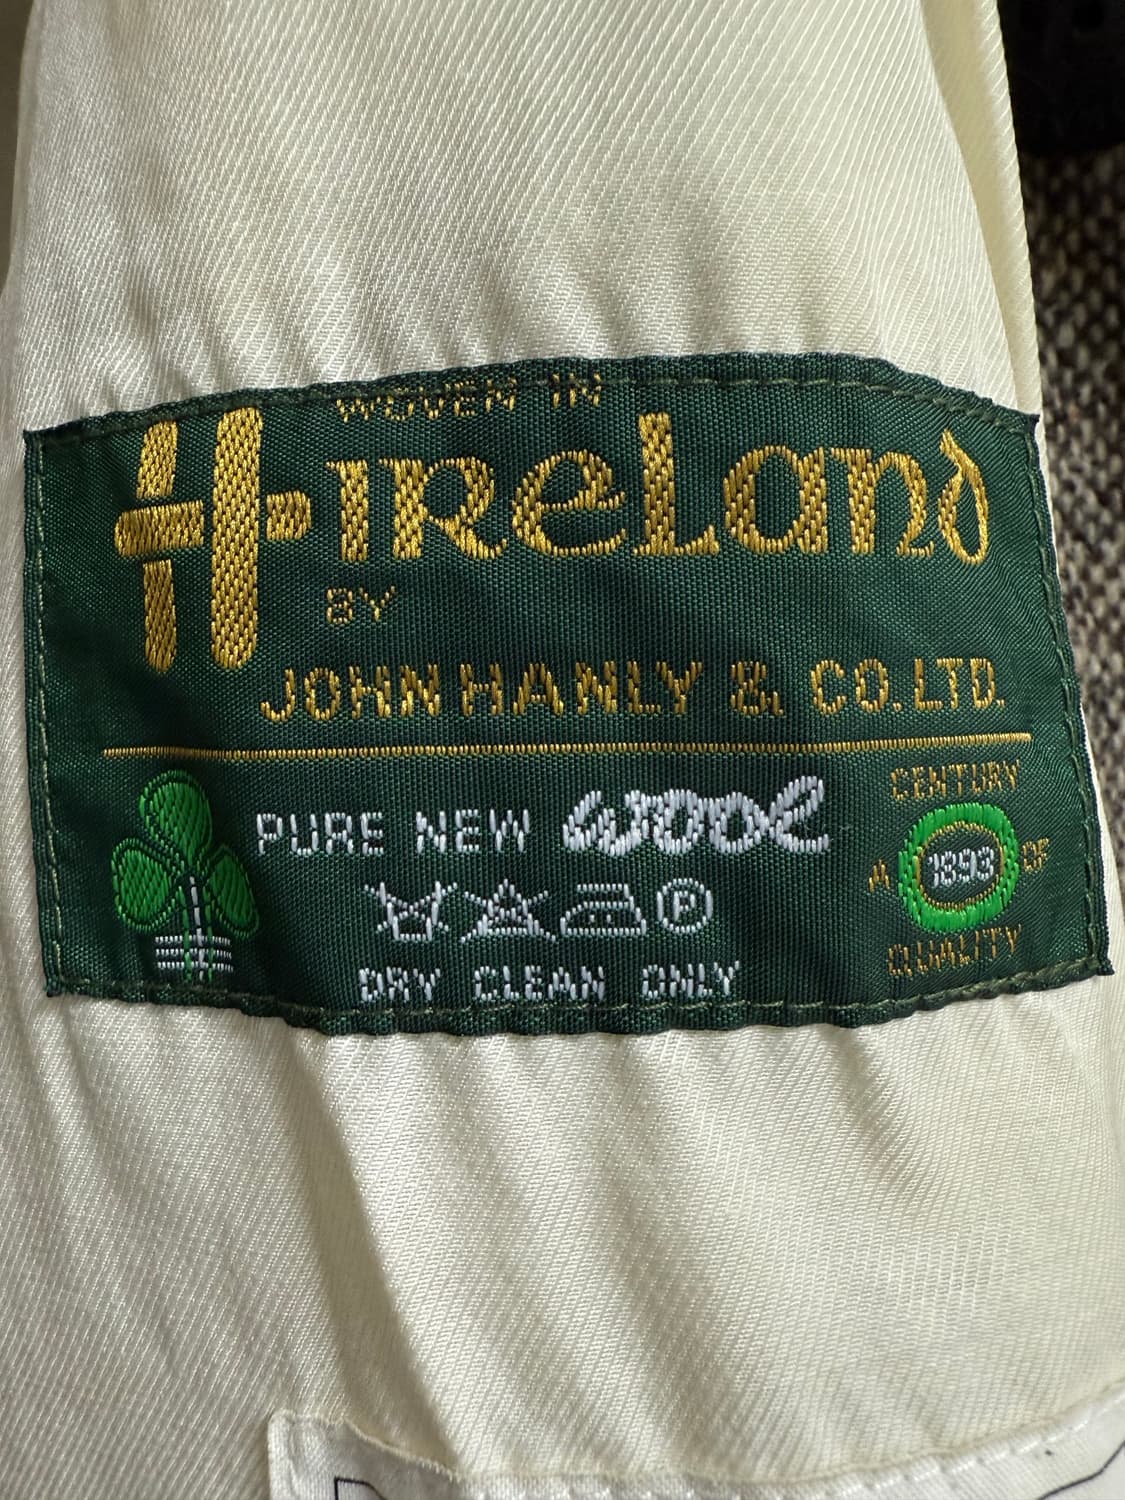 WOVEN IN
H IRELAND
BY
JOHN HANLY & CO. LTD.
PURE NEW wool
P
DRY CLEAN ONLY
A CENTURY OF
1893
QUALITY